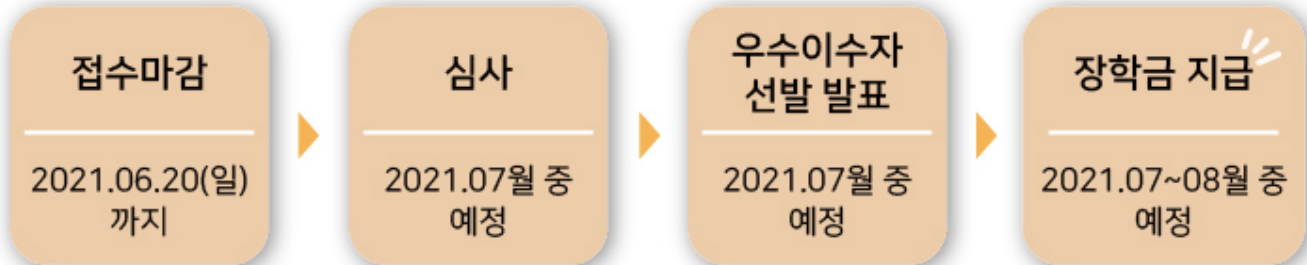 접수마감
2021.06.20(일)
까지
심사
2021.07월 중
예정
우수이수자
선발 발표
2021.07월 중
예정
장학금 지급
2021.07~08월 중
예정